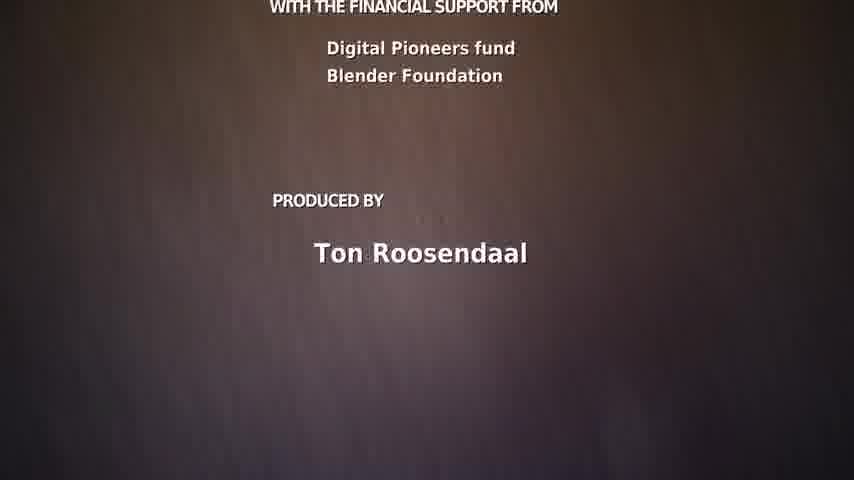 WITH THE FINANCIAL SUPPORT FROM
Digital Pioneers fund
Blender Foundation
PRODUCED BY
Ton Roosendaal